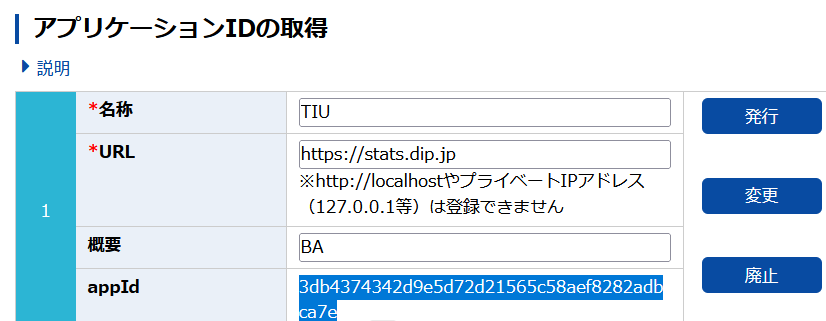 アプリケーションIDの取得
説明
1
*名称
TIU
発行
*URL
https://stats.dip.jp
※http://localhostやプライベートIPアドレス
（127.0.0.1等）は登録できません
変更
概要
BA
appId
3db4374342d9e5d72d21565c58aef8282adb
ca7e
廃止